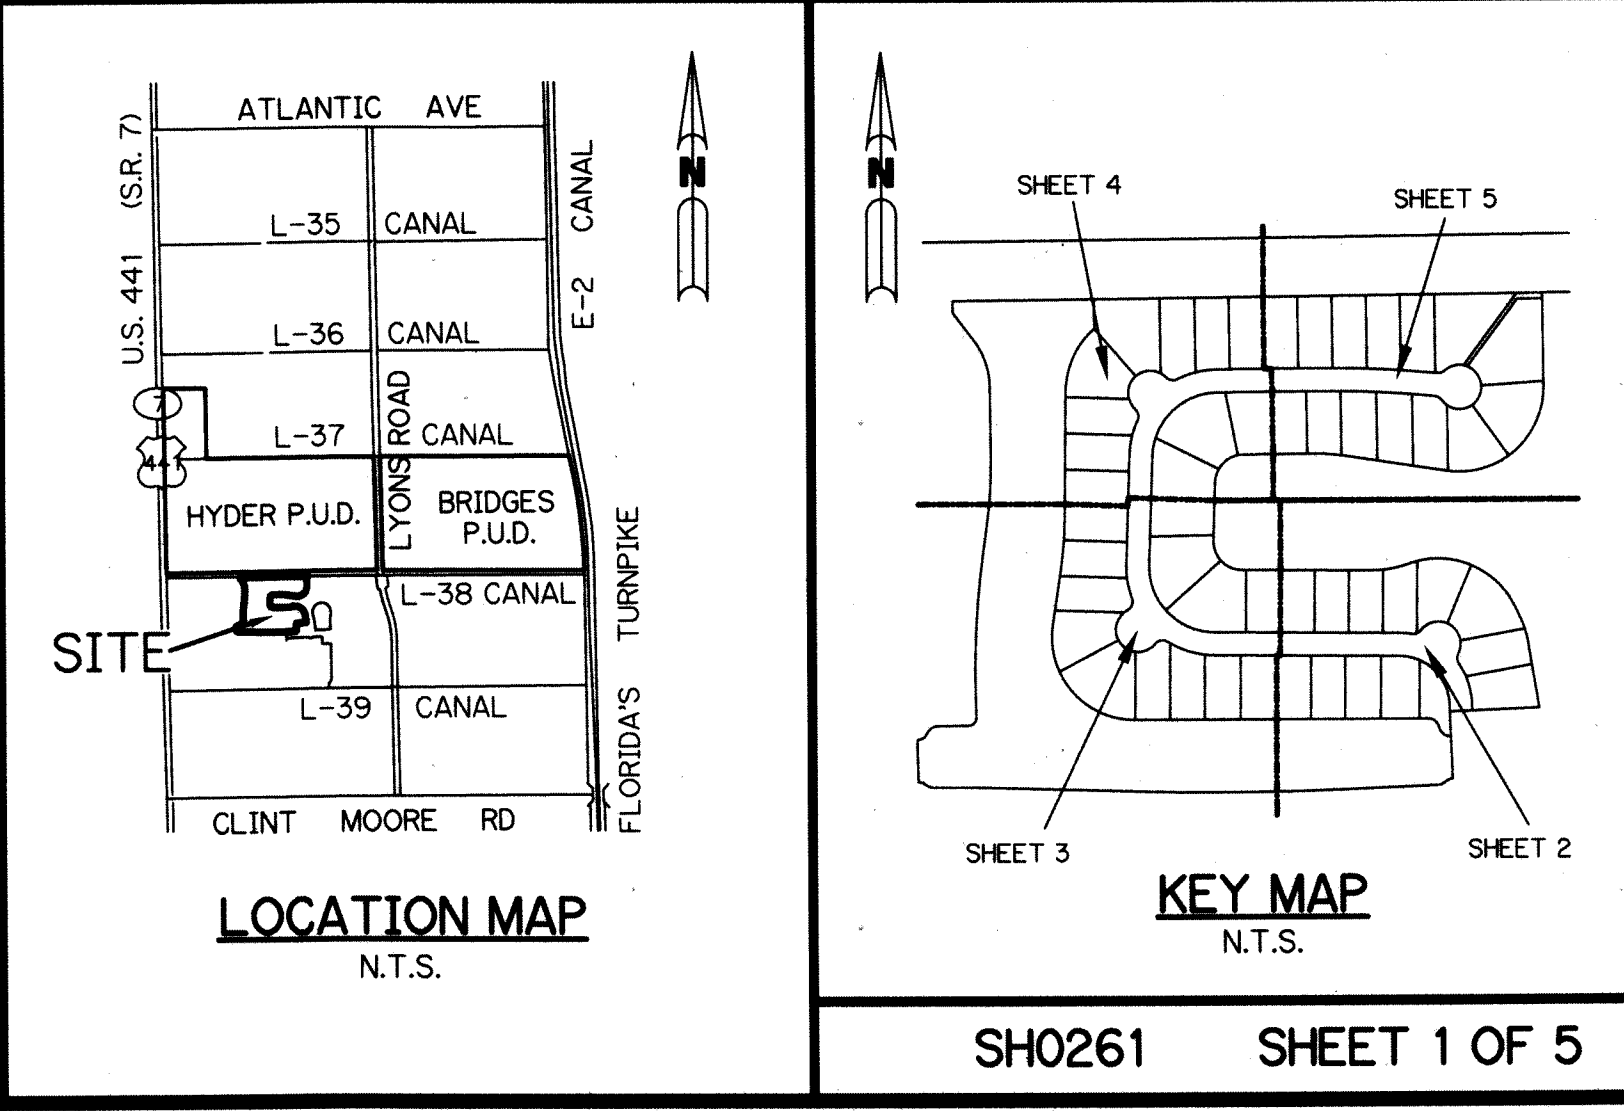 ATLANTIC AVE
U.S. 441 (S.R. 7)
L-35 CANAL
E-2 CANAL
L-36 CANAL
7
L-37 CANAL
441
LYONS ROAD
HYDER P.U.D.
BRIDGES
P.U.D.
L-38 CANAL
SITE
L-39 CANAL
FLORIDA'S TURNPIKE
CLINT MOORE RD
LOCATION MAP
N.T.S.
N
N
SHEET 4
SHEET 5
SHEET 3
SHEET 2
KEY MAP
N.T.S.
SH0261 SHEET 1 OF 5